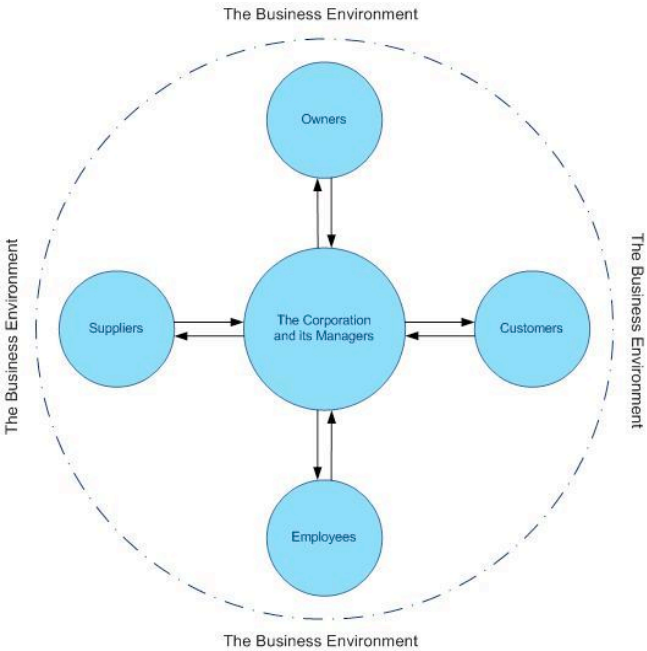 The Business Environment
Owners
The Business Environment
Suppliers
The Corporation
and its Managers
Customers
The Business Environment
Employees
The Business Environment